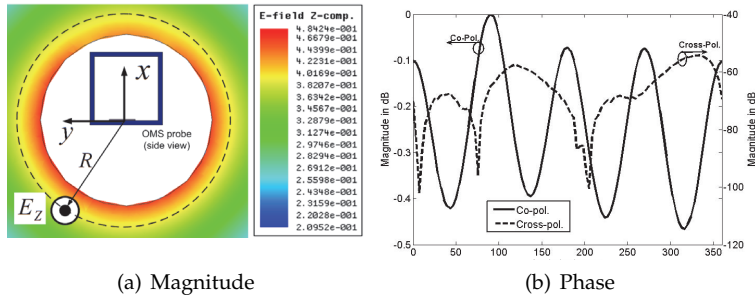 E-field Z-comp.
4.8424e-001
4.6679e-001
4.4399e-001
4.2231e-001
4.0169e-001
3.8207e-001
3.6342e-001
3.4567e-001
3.2879e-001
3.1274e-001
2.9746e-001
2.8294e-001
2.6912e-001
2.5598e-001
2.4348e-001
2.3159e-001
2.2028e-001
2.0952e-001
x
y
OMS probe
(side view)
R
E_Z
(a) Magnitude
Magnitude in dB
0
-0.1
-0.2
-0.3
-0.4
-0.5
Co-Pol.
Cross-Pol.
Co-pol.
Cross-pol.
0 50 100 150 200 250 300 350
-40
-60
-80
-100
-120
Magnitude in dB
(b) Phase